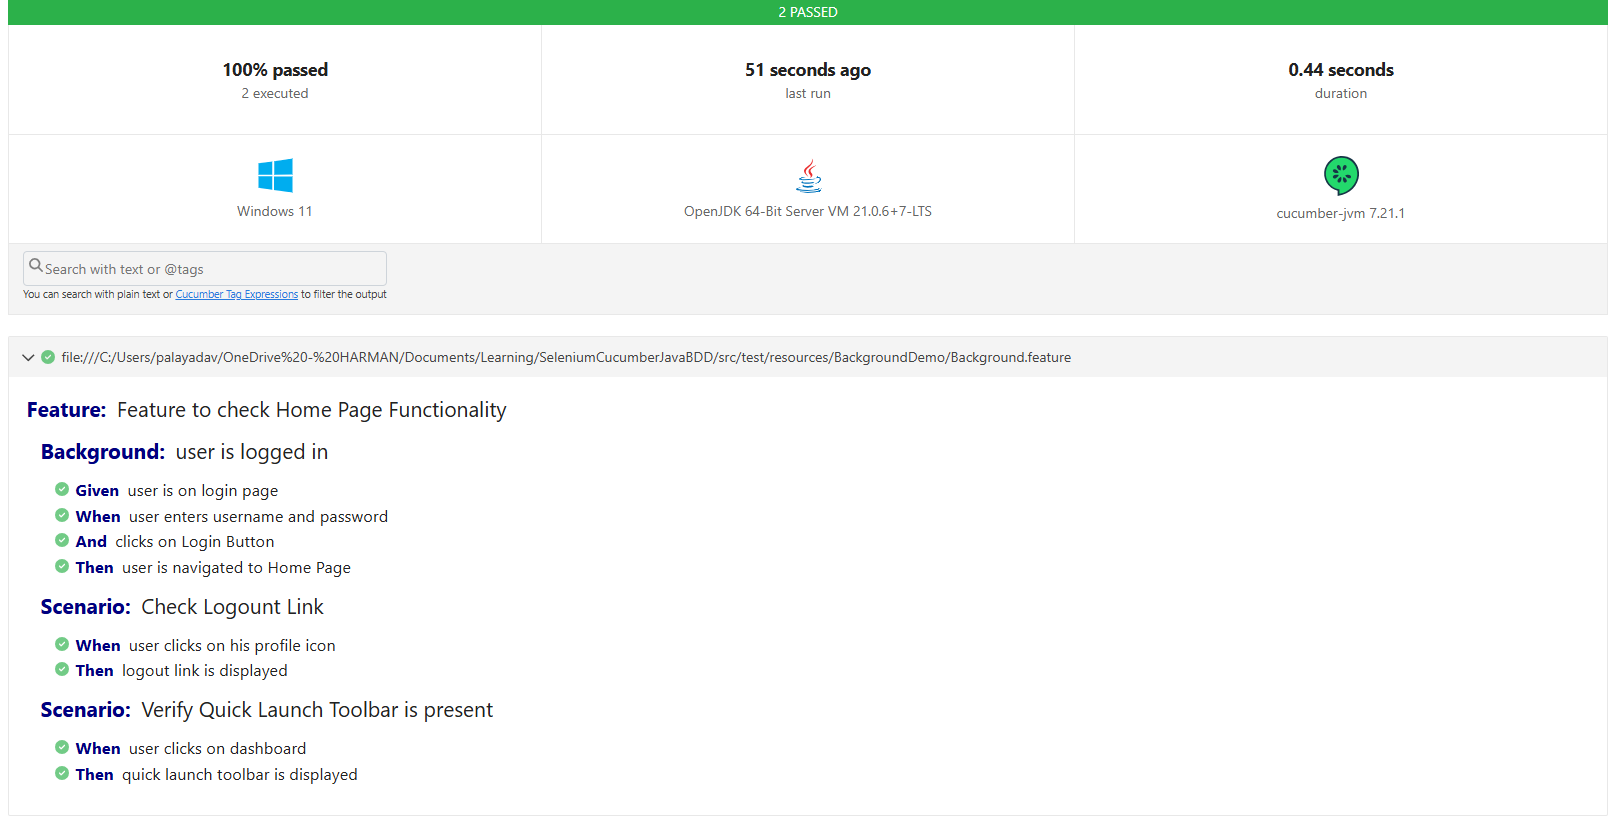 2 PASSED
100% passed
2 executed
51 seconds ago
last run
0.44 seconds
duration
Windows 11
OpenJDK 64-Bit Server VM 21.0.6+7-LTS
cucumber-jvm 7.21.1
Search with text or @tags
You can search with plain text or Cucumber Tag Expressions to filter the output
file:///C:/Users/palayadav/OneDrive%20-%20HARMAN/Documents/Learning/SeleniumCucumberJavaBDD/src/test/resources/BackgroundDemo/Background.feature
Feature: Feature to check Home Page Functionality
Background: user is logged in
Given user is on login page
When user enters username and password
And clicks on Login Button
Then user is navigated to Home Page
Scenario: Check Logount Link
When user clicks on his profile icon
Then logout link is displayed
Scenario: Verify Quick Launch Toolbar is present
When user clicks on dashboard
Then quick launch toolbar is displayed